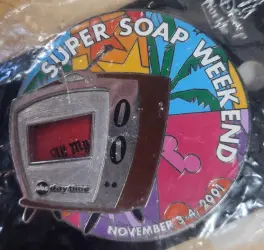 SUPER SOAP WEEKEND
abc daytime
NOVEMBER 3-4, 2001